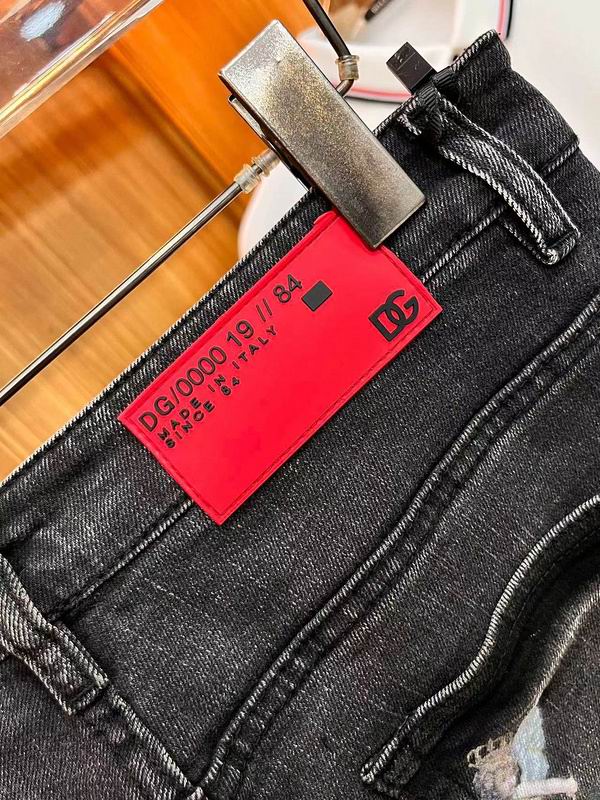 DG/0000 19 // 84
MADE IN ITALY
SINCE 84
DG